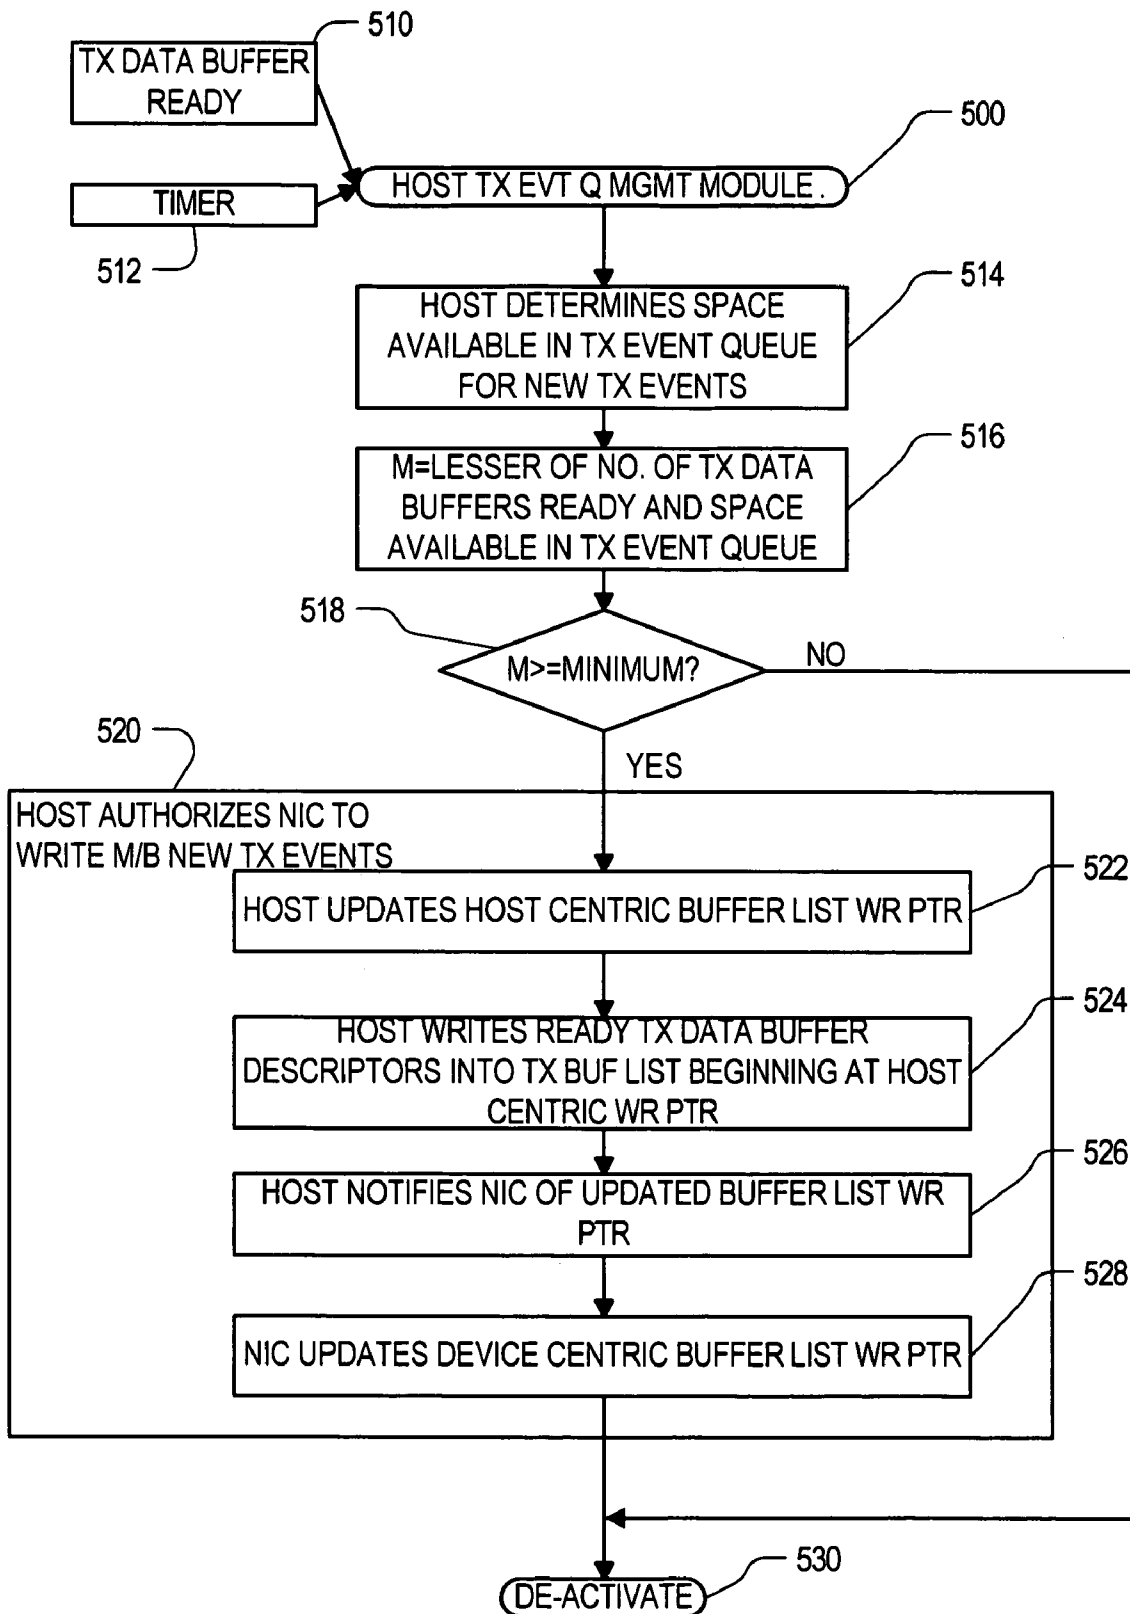 510
TX DATA BUFFER
READY
500
HOST TX EVT Q MGMT MODULE .
TIMER
512
514
HOST DETERMINES SPACE
AVAILABLE IN TX EVENT QUEUE
FOR NEW TX EVENTS
516
M=LESSER OF NO. OF TX DATA
BUFFERS READY AND SPACE
AVAILABLE IN TX EVENT QUEUE
518
M>=MINIMUM?
NO
520
YES
HOST AUTHORIZES NIC TO
WRITE M/B NEW TX EVENTS
522
HOST UPDATES HOST CENTRIC BUFFER LIST WR PTR
524
HOST WRITES READY TX DATA BUFFER
DESCRIPTORS INTO TX BUF LIST BEGINNING AT HOST
CENTRIC WR PTR
526
HOST NOTIFIES NIC OF UPDATED BUFFER LIST WR
PTR
528
NIC UPDATES DEVICE CENTRIC BUFFER LIST WR PTR
530
DE-ACTIVATE